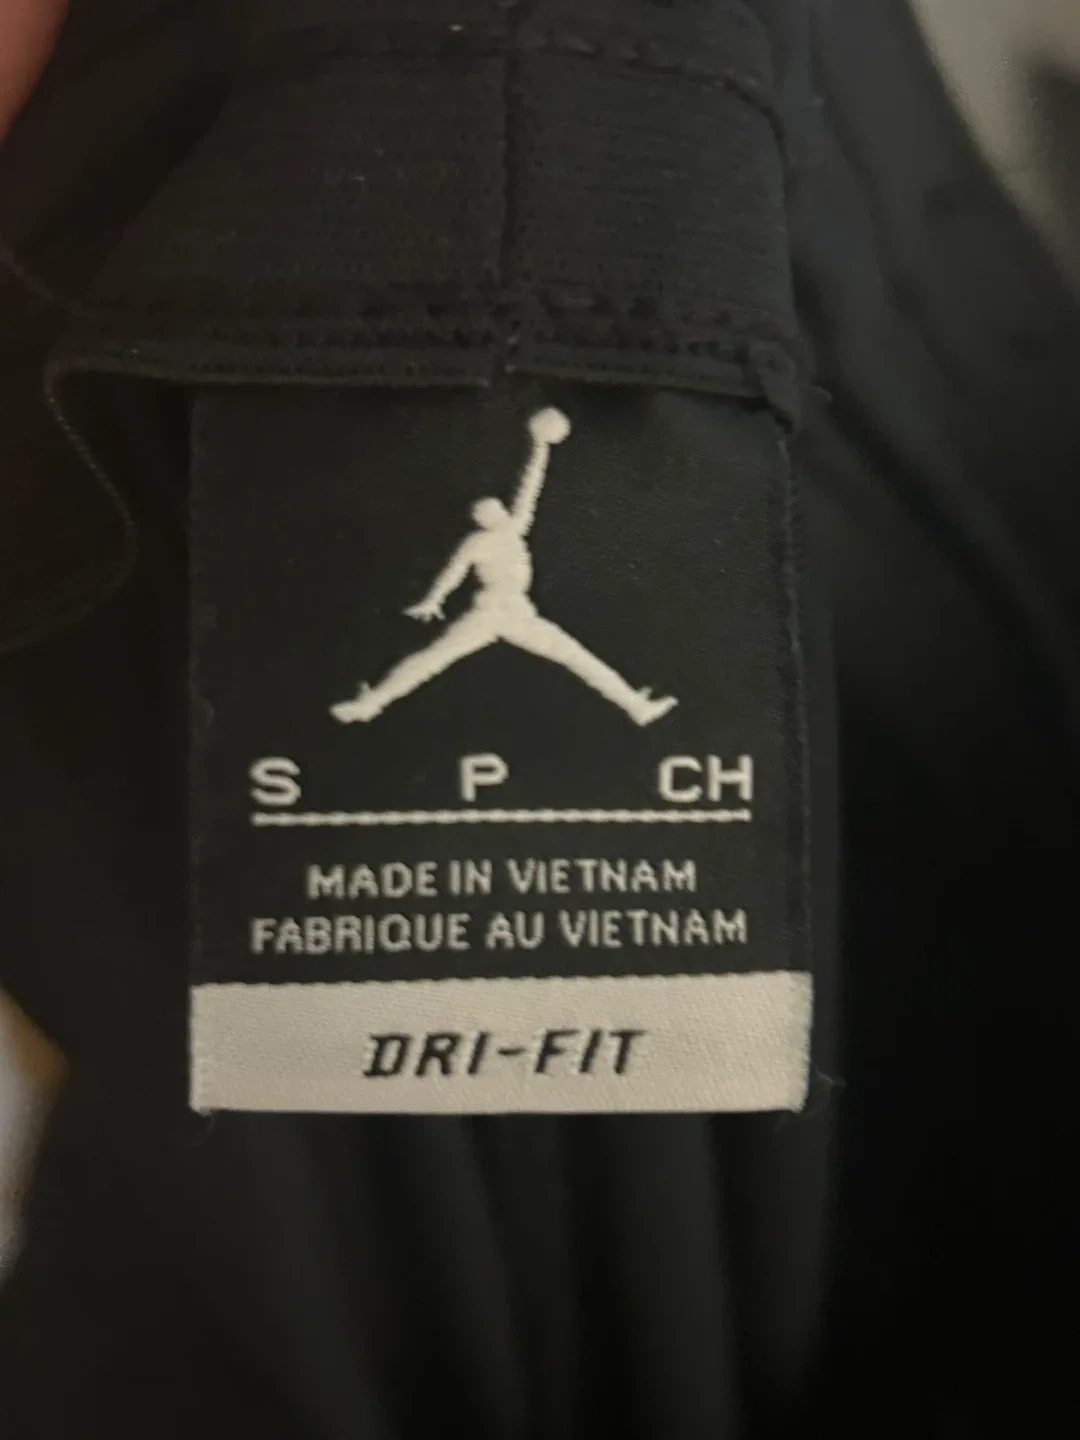 S P CH
MADE IN VIETNAM
FABRIQUE AU VIETNAM
DRI-FIT